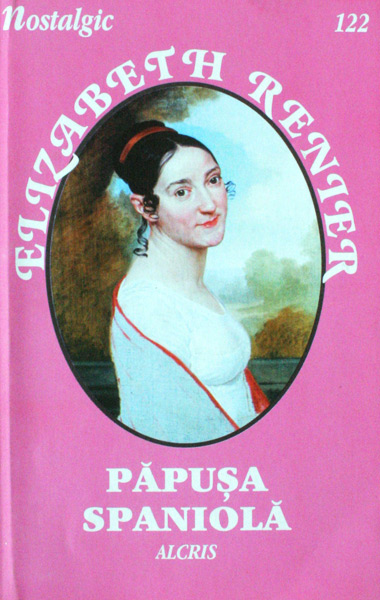 Nostalgic 122
ELIZABETH RENIER
PĂPUȘA
SPANIOLĂ
ALCRIS